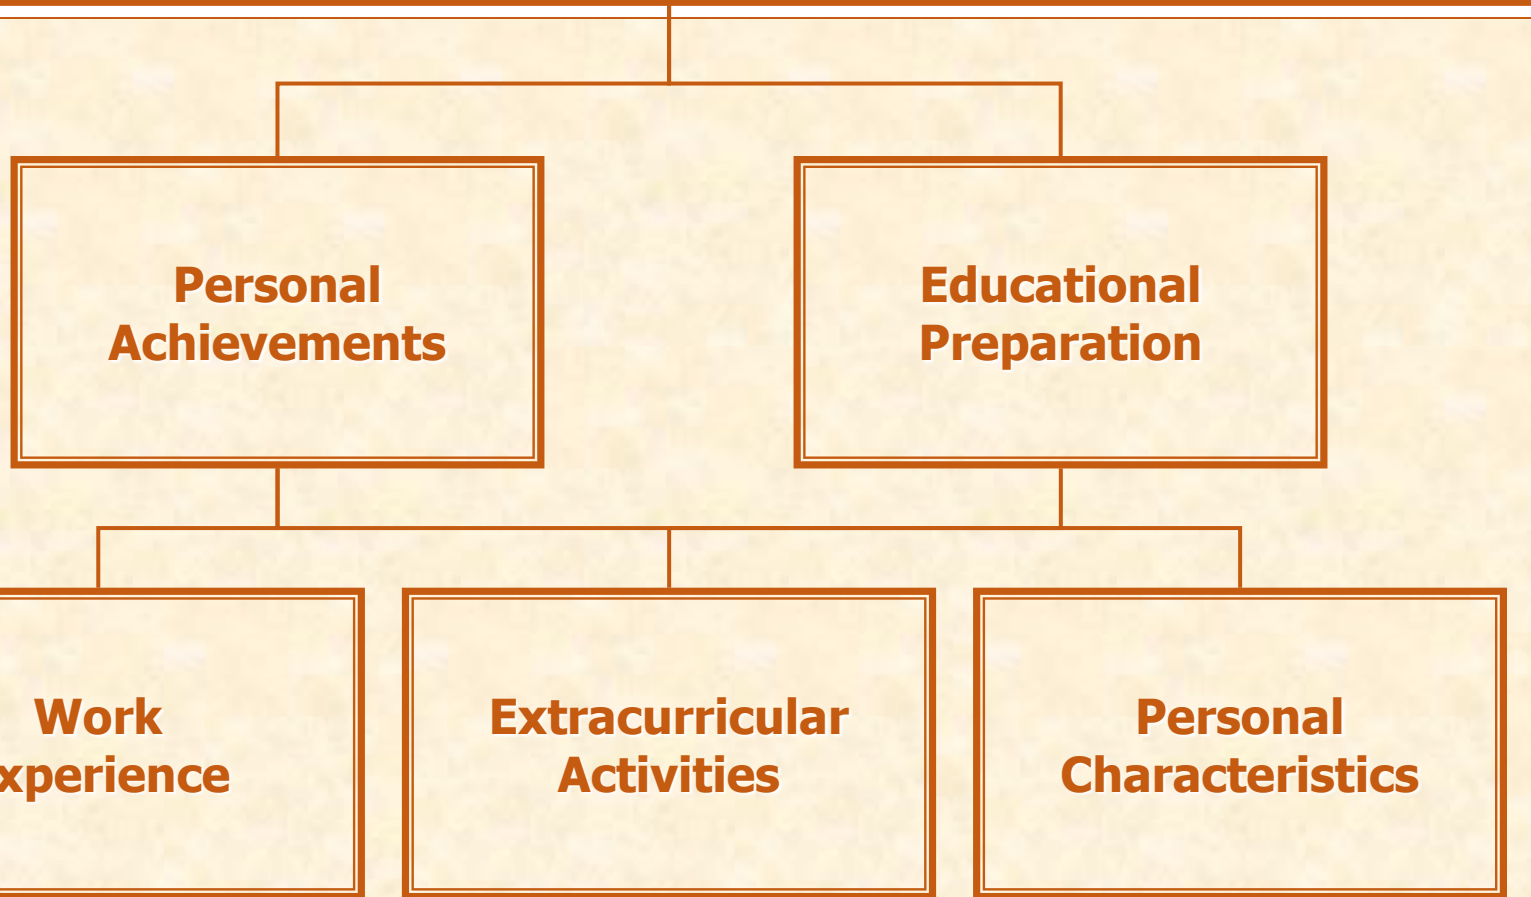 Personal
Achievements
Educational
Preparation
Work
xperience
Extracurricular
Activities
Personal
Characteristics